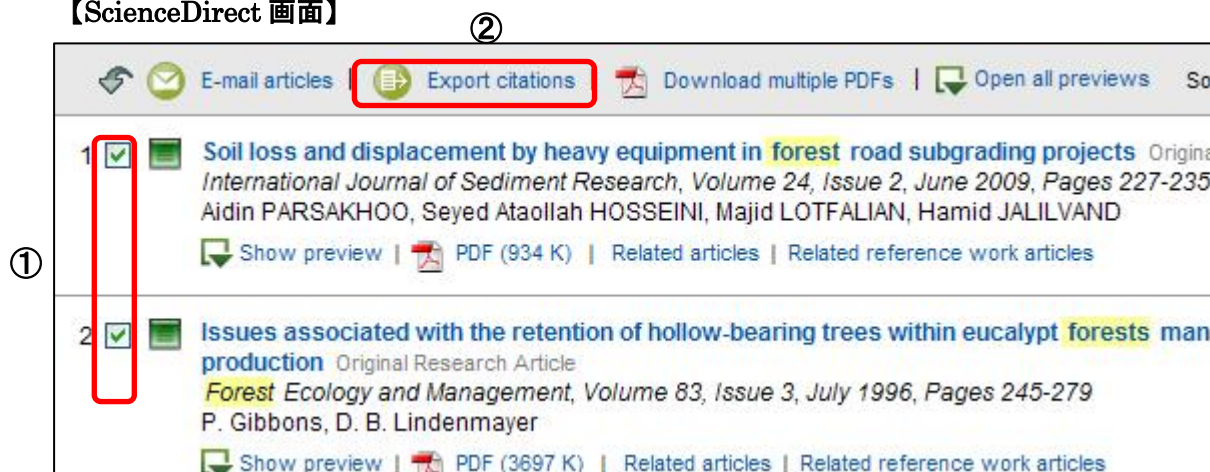 【ScienceDirect 画面】
②
E-mail articles | Export citations | Download multiple PDFs | Open all previews So
1 Soil loss and displacement by heavy equipment in forest road subgrading projects Origina
International Journal of Sediment Research, Volume 24, Issue 2, June 2009, Pages 227-235
Aidin PARSAKHOO, Seyed Ataollah HOSSEINI, Majid LOTFALIAN, Hamid JALILVAND
Show preview | PDF (934 K) | Related articles | Related reference work articles
①
2 Issues associated with the retention of hollow-bearing trees within eucalypt forests man
production Original Research Article
Forest Ecology and Management, Volume 83, Issue 3, July 1996, Pages 245-279
P. Gibbons, D. B. Lindenmayer
Show preview | PDF (3697 K) | Related articles | Related reference work articles